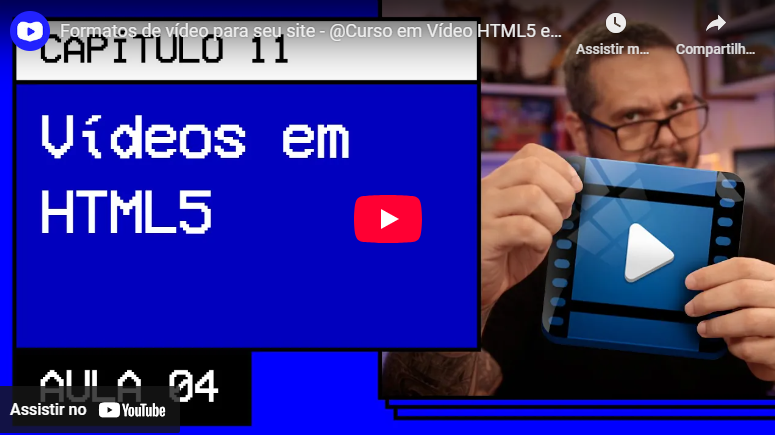 Formatos de vídeo para seu site - @Curso em Vídeo HTML5 e...
Assistir m...
Compartilh...
CAPÍTULO 11
Vídeos em
HTML5
AULA 04
Assistir no YouTube